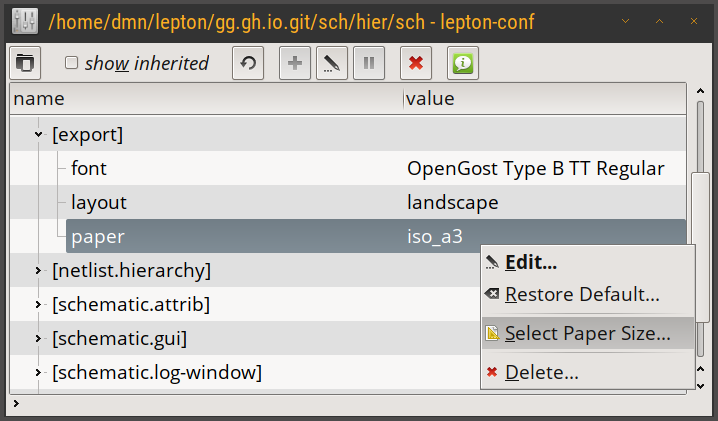 /home/dmn/lepton/gg.gh.io.git/sch/hier/sch - lepton-conf
show inherited
name value
[export]
font OpenGost Type B TT Regular
layout landscape
paper iso_a3
[netlist.hierarchy]
[schematic.attrib]
[schematic.gui]
[schematic.log-window]
Edit...
Restore Default...
Select Paper Size...
Delete...